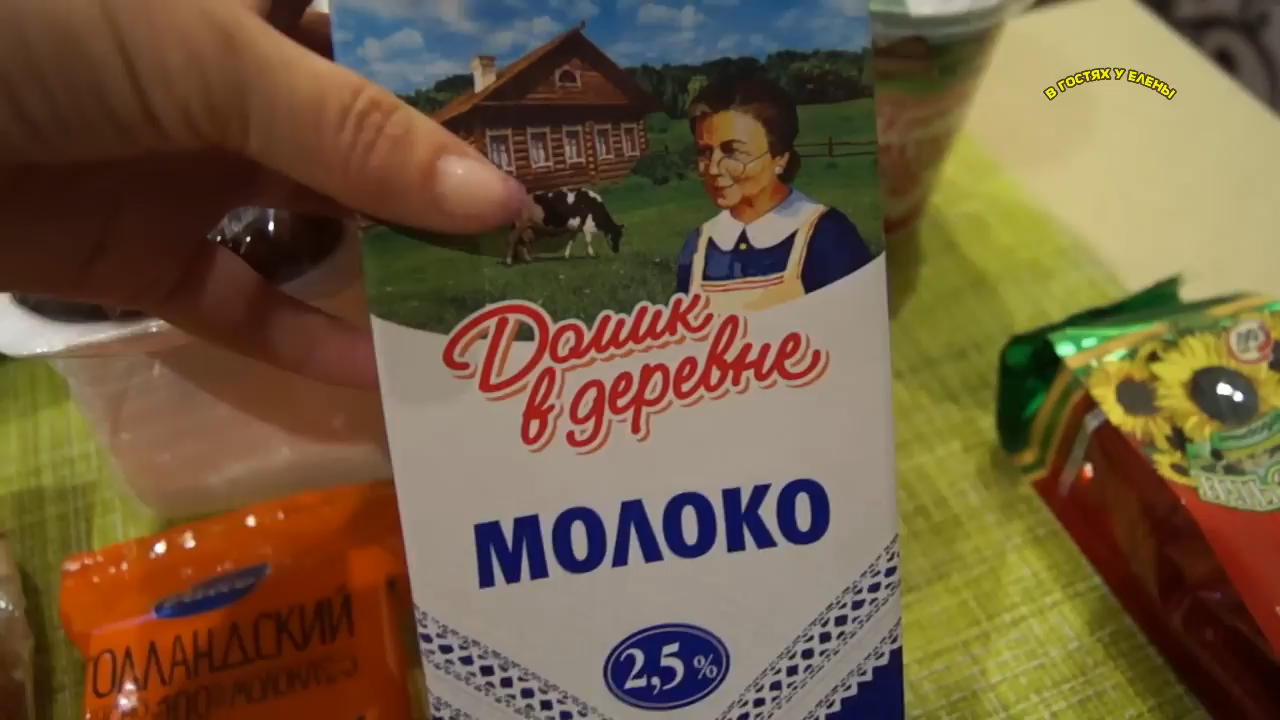 В ГОСТЯХ У ЕЛЕНЫ
Домик
в деревне
МОЛОКО
2,5 %
ОЛЛАНДСКИЙ